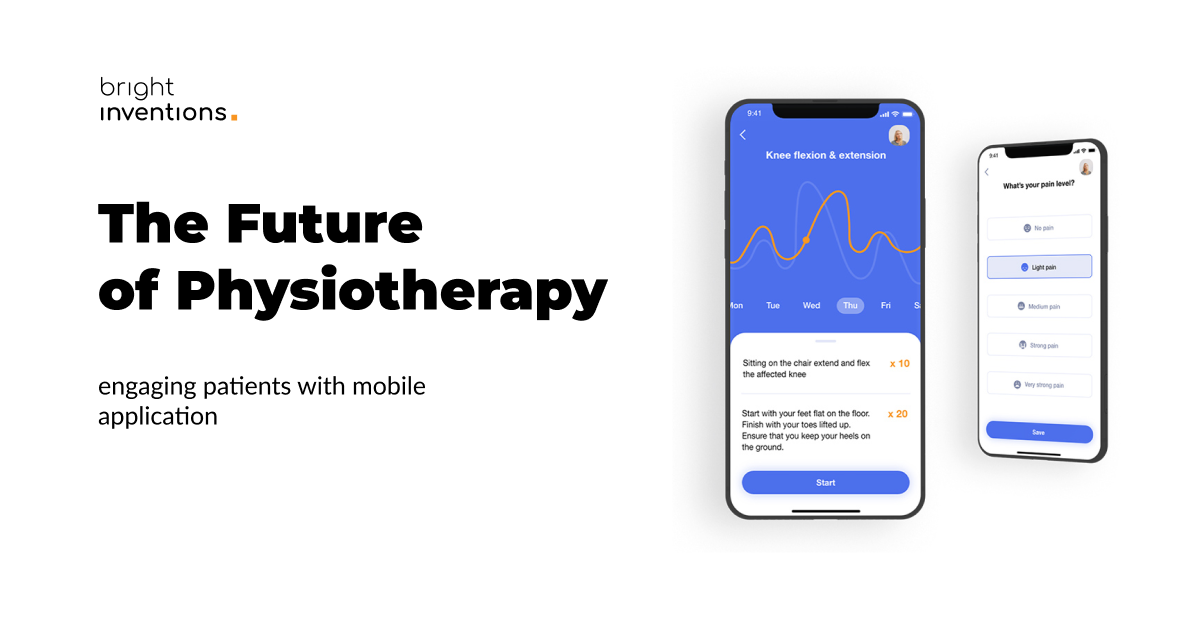 bright
inventions.
The Future
of Physiotherapy
engaging patients with mobile
application
9:41
Knee flexion & extension
Mon Tue Wed Thu Fri Sa
Sitting on the chair extend and flex
the affected knee
x 10
Start with your feet flat on the floor.
Finish with your toes lifted up.
Ensure that you keep your heels on
the ground.
x 20
Start
9:41
What's your pain level?
No pain
Light pain
Medium pain
Strong pain
Very strong pain
Save